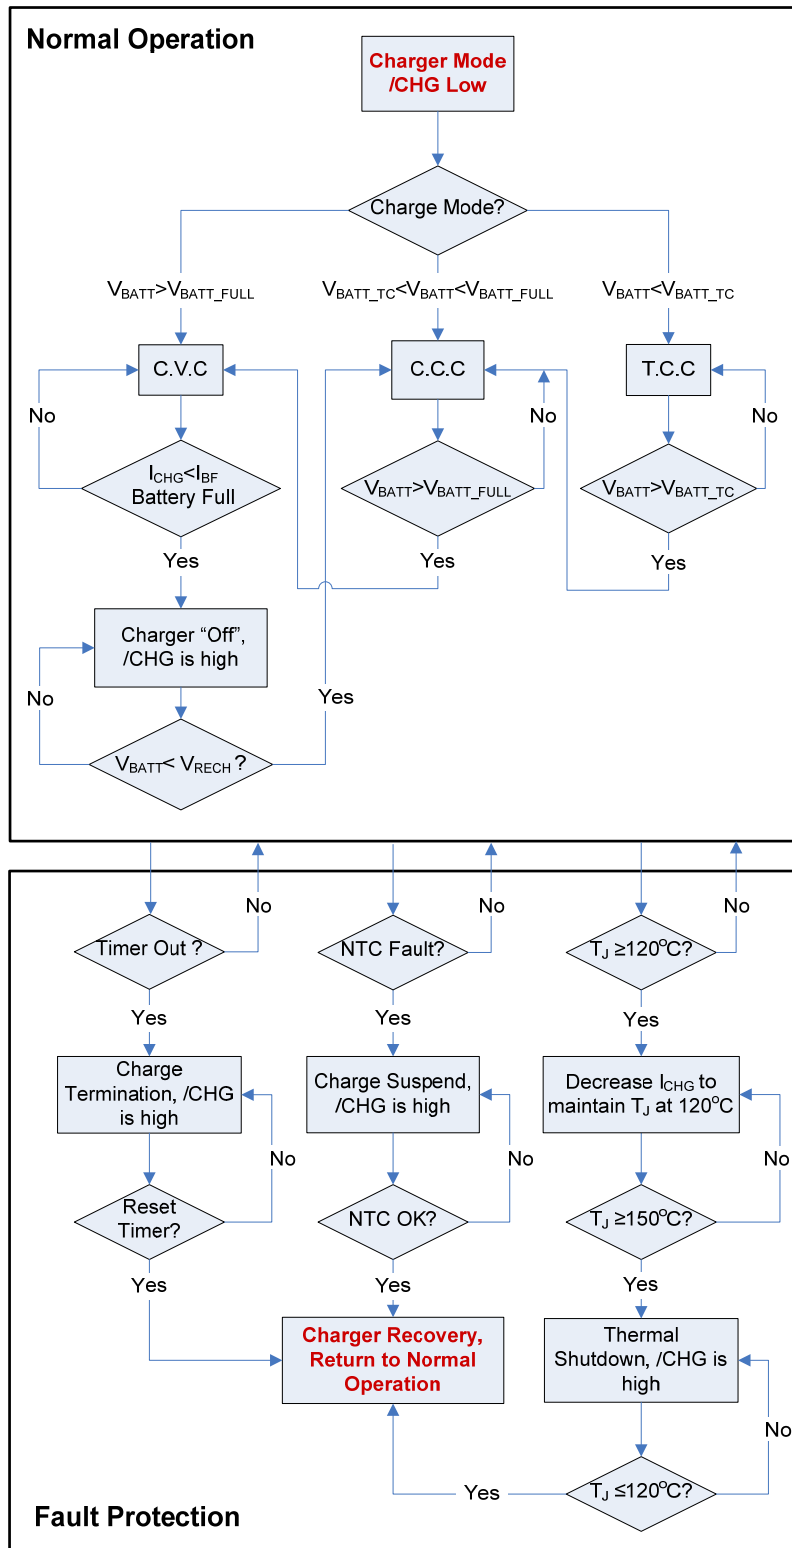 Normal Operation
Charger Mode
/CHG Low
Charge Mode?
VBATT>VBATT_FULL
VBATT_TC<VBATT<VBATT_FULL
VBATT<VBATT_TC
C.V.C
C.C.C
T.C.C
No
No
No
ICHG<IBF
Battery Full
VBATT>VBATT_FULL
VBATT>VBATT_TC
Yes
Yes
Yes
Charger “Off”,
/CHG is high
No
Yes
VBATT< VRECH ?
No
No
No
Timer Out ?
NTC Fault?
TJ ≥120°C?
Yes
Yes
Yes
Charge
Termination, /CHG
is high
Charge Suspend,
/CHG is high
Decrease ICHG to
maintain TJ at 120°C
No
No
No
Reset
Timer?
NTC OK?
TJ ≥150°C?
Yes
Yes
Yes
Charger Recovery,
Return to Normal
Operation
Thermal
Shutdown, /CHG is
high
No
Yes
TJ ≤120°C?
Fault Protection